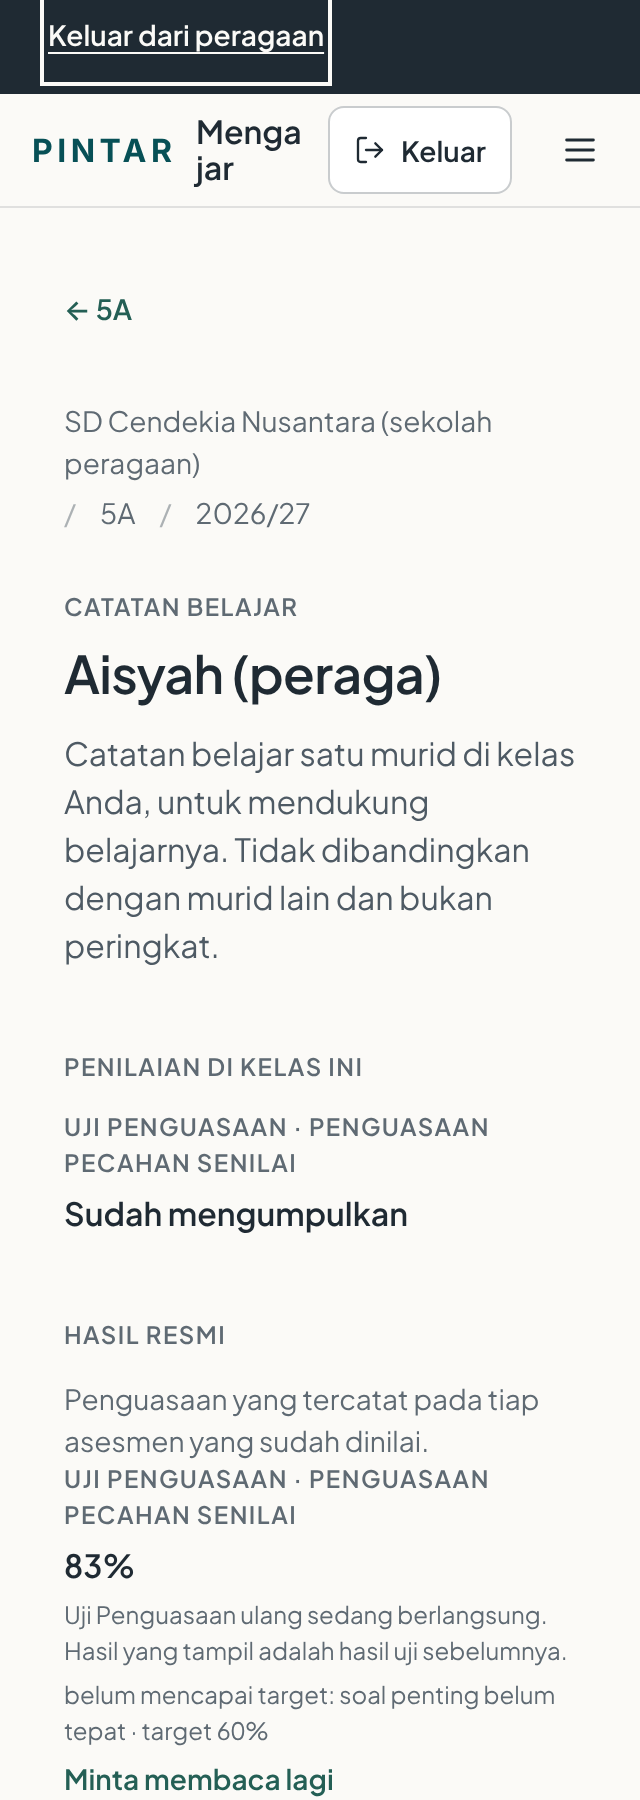 Keluar dari peragaan
PINTAR
Menga
jar
Keluar
← 5A
SD Cendekia Nusantara (sekolah
peragaan)
/ 5A / 2026/27
CATATAN BELAJAR
Aisyah (peraga)
Catatan belajar satu murid di kelas
Anda, untuk mendukung
belajarnya. Tidak dibandingkan
dengan murid lain dan bukan
peringkat.
PENILAIAN DI KELAS INI
UJI PENGUASAAN · PENGUASAAN
PECAHAN SENILAI
Sudah mengumpulkan
HASIL RESMI
Penguasaan yang tercatat pada tiap
asesmen yang sudah dinilai.
UJI PENGUASAAN · PENGUASAAN
PECAHAN SENILAI
83%
Uji Penguasaan ulang sedang berlangsung.
Hasil yang tampil adalah hasil uji sebelumnya.
belum mencapai target: soal penting belum
tepat · target 60%
Minta membaca lagi